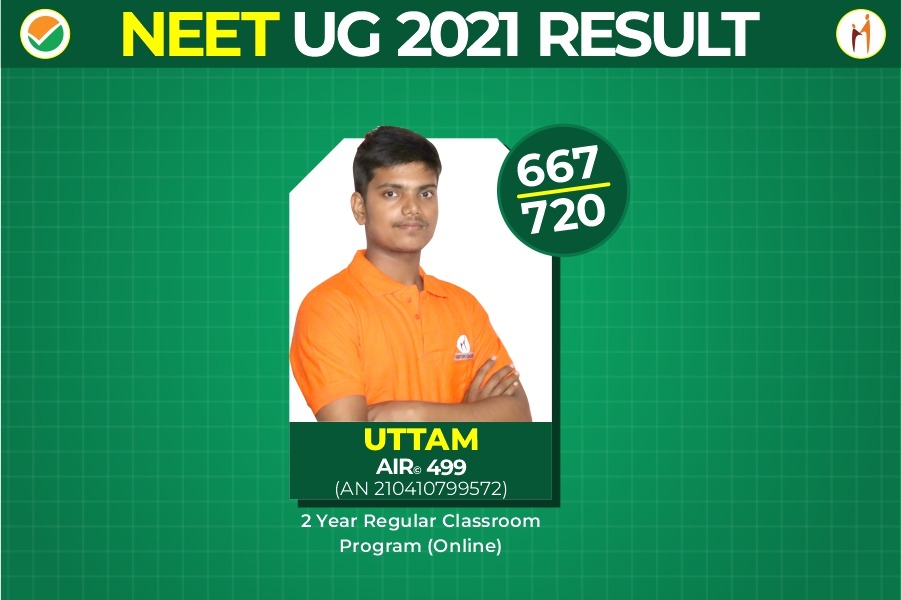 NEET UG 2021 RESULT
667
720
UTTAM
AIR© 499
(AN 210410799572)
2 Year Regular Classroom
Program (Online)